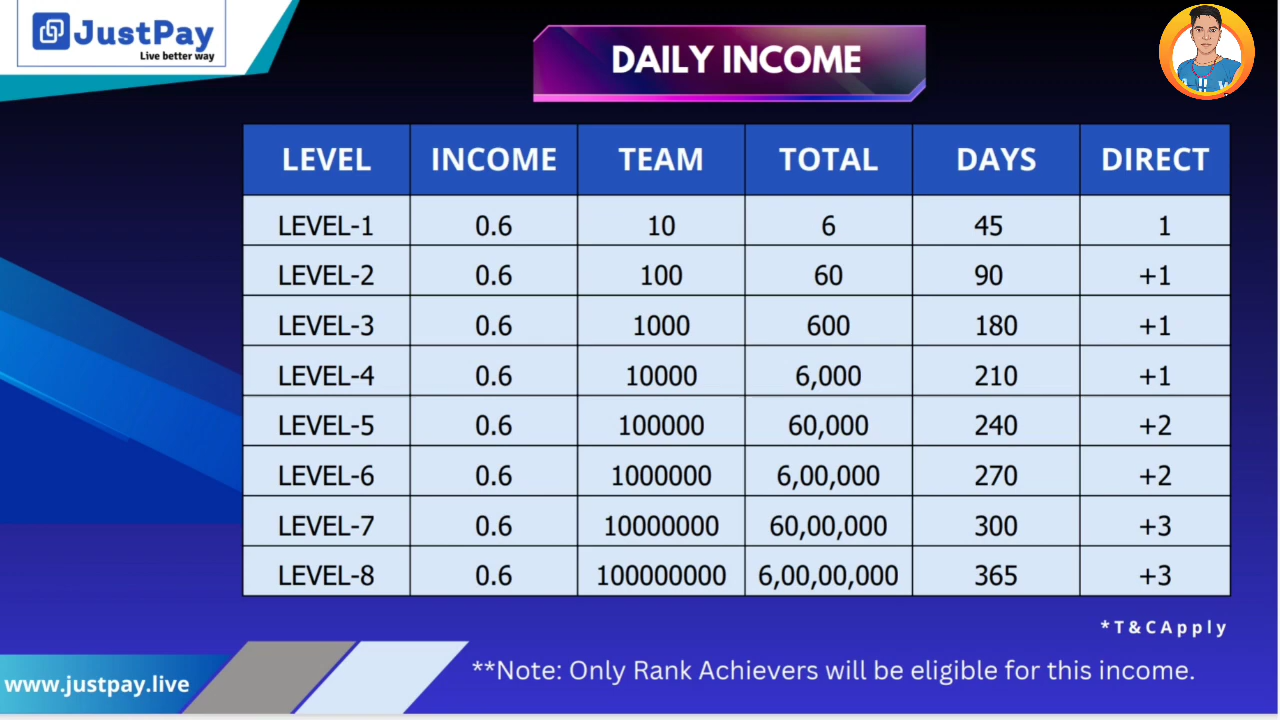 JustPay
Live better way
DAILY INCOME
LEVEL INCOME TEAM TOTAL DAYS DIRECT
LEVEL-1 0.6 10 6 45 1
LEVEL-2 0.6 100 60 90 +1
LEVEL-3 0.6 1000 600 180 +1
LEVEL-4 0.6 10000 6,000 210 +1
LEVEL-5 0.6 100000 60,000 240 +2
LEVEL-6 0.6 1000000 6,00,000 270 +2
LEVEL-7 0.6 10000000 60,00,000 300 +3
LEVEL-8 0.6 100000000 6,00,00,000 365 +3
*T&CApply
**Note: Only Rank Achievers will be eligible for this income.
www.justpay.live